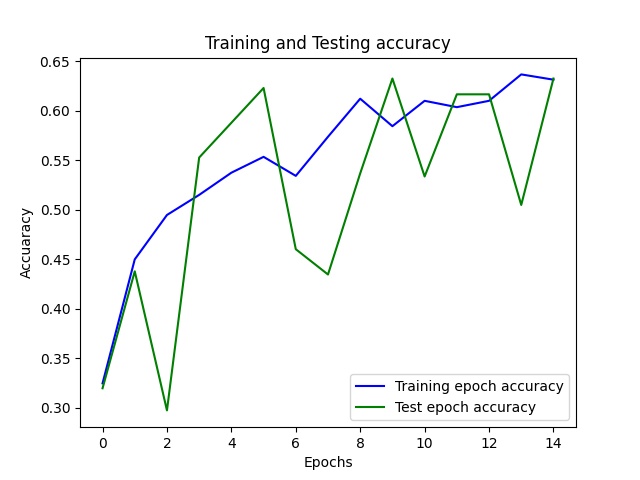 Training and Testing accuracy
0.65
0.60
0.55
0.50
0.45
0.40
0.35
0.30
Accuaracy
Training epoch accuracy
Test epoch accuracy
0 2 4 6 8 10 12 14
Epochs